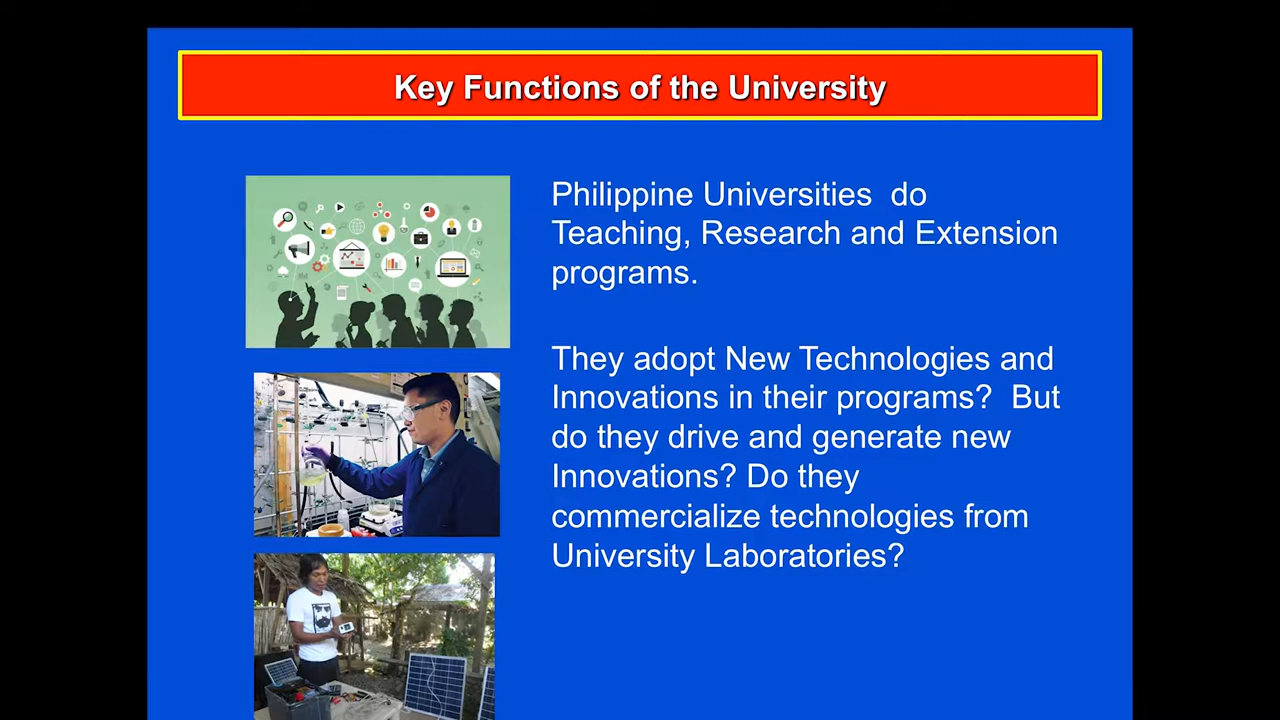 Key Functions of the University
Philippine Universities  do
Teaching, Research and Extension
programs.
They adopt New Technologies and
Innovations in their programs?  But
do they drive and generate new
Innovations? Do they
commercialize technologies from
University Laboratories?